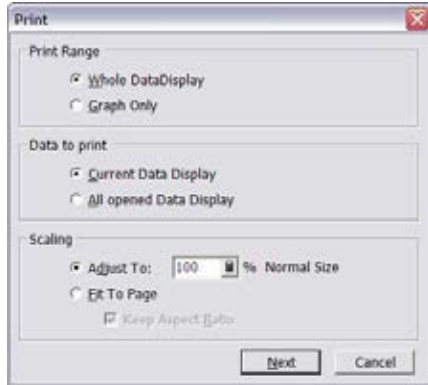 Print
Print Range
Whole DataDisplay
Graph Only
Data to print
Current Data Display
All opened Data Display
Scaling
Adjust To: 100 % Normal Size
Fit To Page
Keep Aspect Ratio
Next Cancel